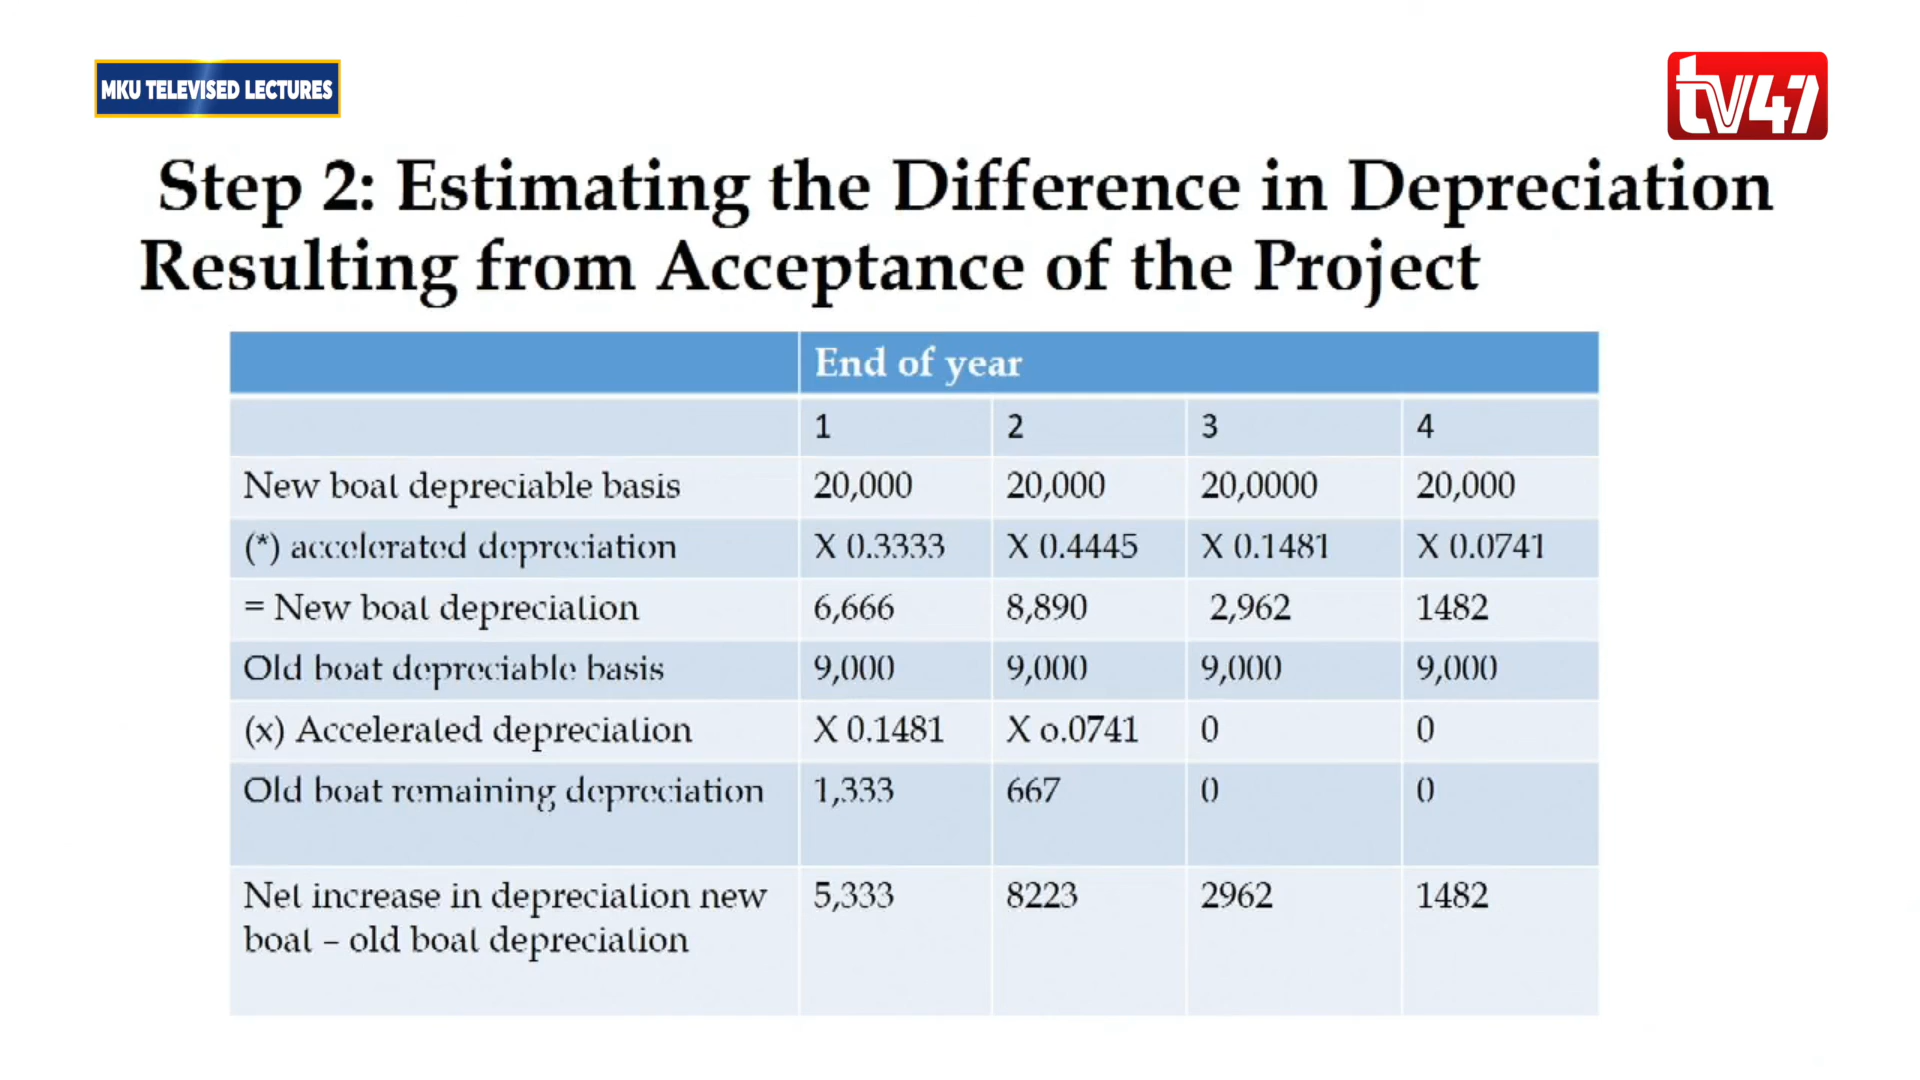 MKU TELEVISED LECTURES
tv47
Step 2: Estimating the Difference in Depreciation
Resulting from Acceptance of the Project
End of year
1 2 3 4
New boat depreciable basis 20,000 20,000 20,0000 20,000
(*) accelerated depreciation X 0.3333 X 0.4445 X 0.1481 X 0.0741
= New boat depreciation 6,666 8,890 2,962 1482
Old boat depreciable basis 9,000 9,000 9,000 9,000
(x) Accelerated depreciation X 0.1481 X o.0741 0 0
Old boat remaining depreciation 1,333 667 0 0
Net increase in depreciation new 5,333 8223 2962 1482
boat – old boat depreciation